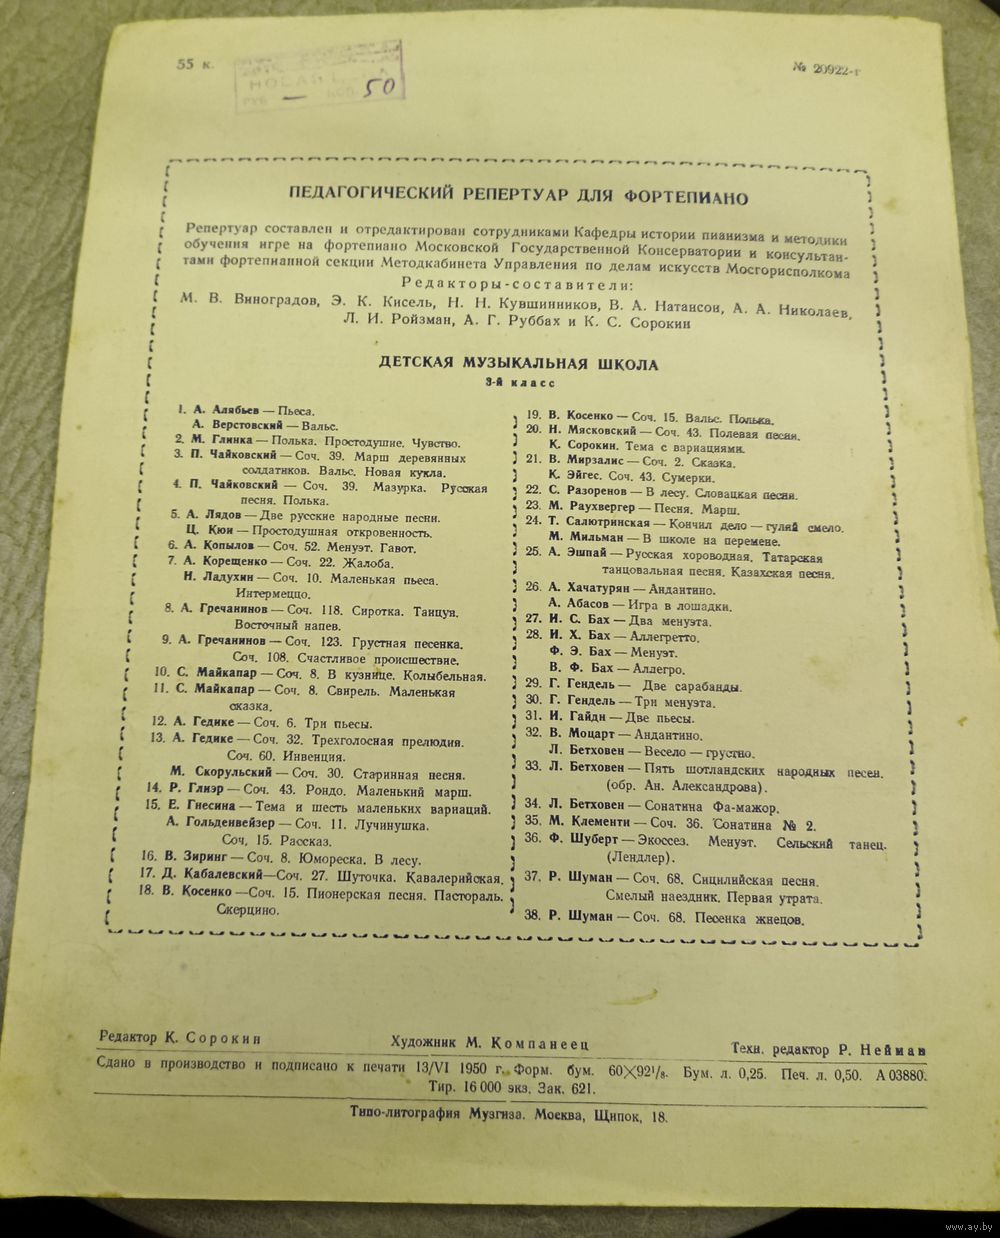 55 к.
№ 20922-г
НОВАЯ
РУБ — КОП. 50
ПЕДАГОГИЧЕСКИЙ РЕПЕРТУАР ДЛЯ ФОРТЕПИАНО
Репертуар составлен и отредактирован сотрудниками Кафедры истории пианизма и методики
обучения игре на фортепиано Московской Государственной Консерватории и консультан-
тами фортепианной секции Методкабинета Управления по делам искусств Мосгорисполкома
Редакторы-составители:
М. В. Виноградов, Э. К. Кисель, Н. Н. Кувшинников, В. А. Натансон, А. А. Николаев,
Л. И. Ройзман, А. Г. Руббах и К. С. Сорокин
ДЕТСКАЯ МУЗЫКАЛЬНАЯ ШКОЛА
3-й класс
1. А. Алябьев — Пьеса.
А. Верстовский — Вальс.
2. М. Глинка — Полька. Простодушие. Чувство.
3. П. Чайковский — Соч. 39. Марш деревянных
солдатиков. Вальс. Новая кукла.
4. П. Чайковский — Соч. 39. Мазурка. Русская
песня. Полька.
5. А. Лядов — Две русские народные песни.
Ц. Кюи — Простодушная откровенность.
6. А. Копылов — Соч. 52. Менуэт. Гавот.
7. А. Корещенко — Соч. 22. Жалоба.
Н. Ладухин — Соч. 10. Маленькая пьеса.
Интермеццо.
8. А. Гречанинов — Соч. 118. Сиротка. Танцуя.
Восточный напев.
9. А. Гречанинов — Соч. 123. Грустная песенка.
Соч. 108. Счастливое происшествие.
10. С. Майкапар — Соч. 8. В кузнице. Колыбельная.
11. С. Майкапар — Соч. 8. Свирель. Маленькая
сказка.
12. А. Гедике — Соч. 6. Три пьесы.
13. А. Гедике — Соч. 32. Трехголосная прелюдия.
Соч. 60. Инвенция.
М. Скорульский — Соч. 30. Старинная песня.
14. Р. Глиэр — Соч. 43. Рондо. Маленький марш.
15. Е. Гнесина — Тема и шесть маленьких вариаций.
А. Гольденвейзер — Соч. 11. Лучинушка.
Соч. 15. Рассказ.
16. В. Зиринг — Соч. 8. Юмореска. В лесу.
17. Д. Кабалевский—Соч. 27. Шуточка. Кавалерийская.
18. В. Косенко —Соч. 15. Пионерская песня. Пастораль.
Скерцино.
19. В. Косенко — Соч. 15. Вальс. Полька.
20. Н. Мясковский — Соч. 43. Полевая песня.
К. Сорокин. Тема с вариациями.
21. В. Мирзалис — Соч. 2. Сказка.
К. Эйгес. Соч. 43. Сумерки.
22. С. Разоренов — В лесу. Словацкая песня.
23. М. Раухвергер — Песня. Марш.
24. Т. Салютринская — Кончил дело — гуляй смело.
М. Мильман — В школе на перемене.
25. А. Эшпай — Русская хороводная. Татарская
танцовальная песня. Казахская песня.
26. А. Хачатурян — Андантино.
А. Абасов — Игра в лошадки.
27. И. С. Бах — Два менуэта.
28. И. Х. Бах — Аллегретто.
Ф. Э. Бах — Менуэт.
В. Ф. Бах — Аллегро.
29. Г. Гендель — Две сарабанды.
30. Г. Гендель — Три менуэта.
31. И. Гайдн — Две пьесы.
32. В. Моцарт — Андантино.
Л. Бетховен — Весело — грустно.
33. Л. Бетховен — Пять шотландских народных песен.
(обр. Ан. Александрова).
34. Л. Бетховен — Сонатина Фа-мажор.
35. М. Клементи — Соч. 36. Сонатина № 2.
36. Ф. Шуберт — Экоссез. Менуэт. Сельский танец.
(Лендлер).
37. Р. Шуман — Соч. 68. Сицилийская песня.
Смелый наездник. Первая утрата.
38. Р. Шуман — Соч. 68. Песенка жнецов.
Редактор К. Сорокин
Художник М. Компанеец
Техн. редактор Р. Нейман
Сдано в производство и подписано к печати 13/VI 1950 г. Форм. бум. 60×92¹/₈. Бум. л. 0,25. Печ. л. 0,50. А 03880.
Тир. 16 000 экз. Зак. 621.
Типо-литография Музгиза. Москва, Щипок, 18.
www.ay.by